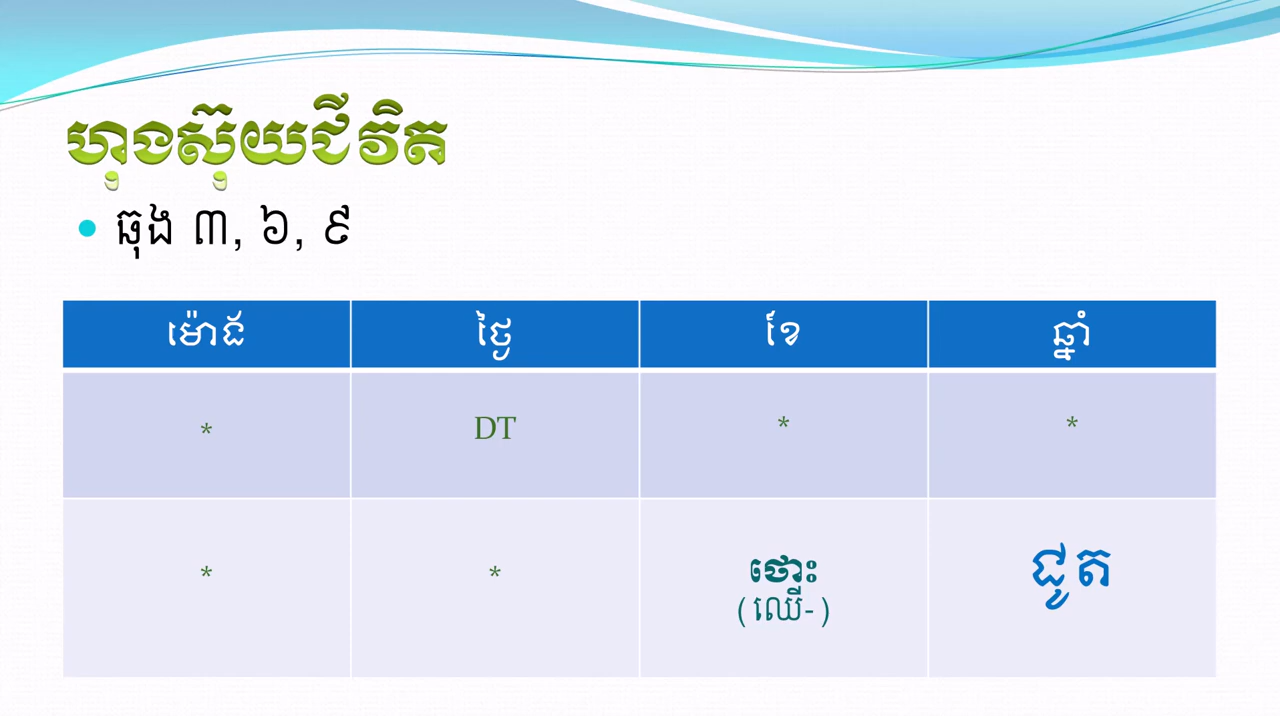 ហុងស៊ុយជីវិត
ឆុង ៣, ៦, ៩
ម៉ោង ថ្ងៃ ខែ ឆ្នាំ
* DT * *
* * ថោះ ដូត
(ឈើ-)